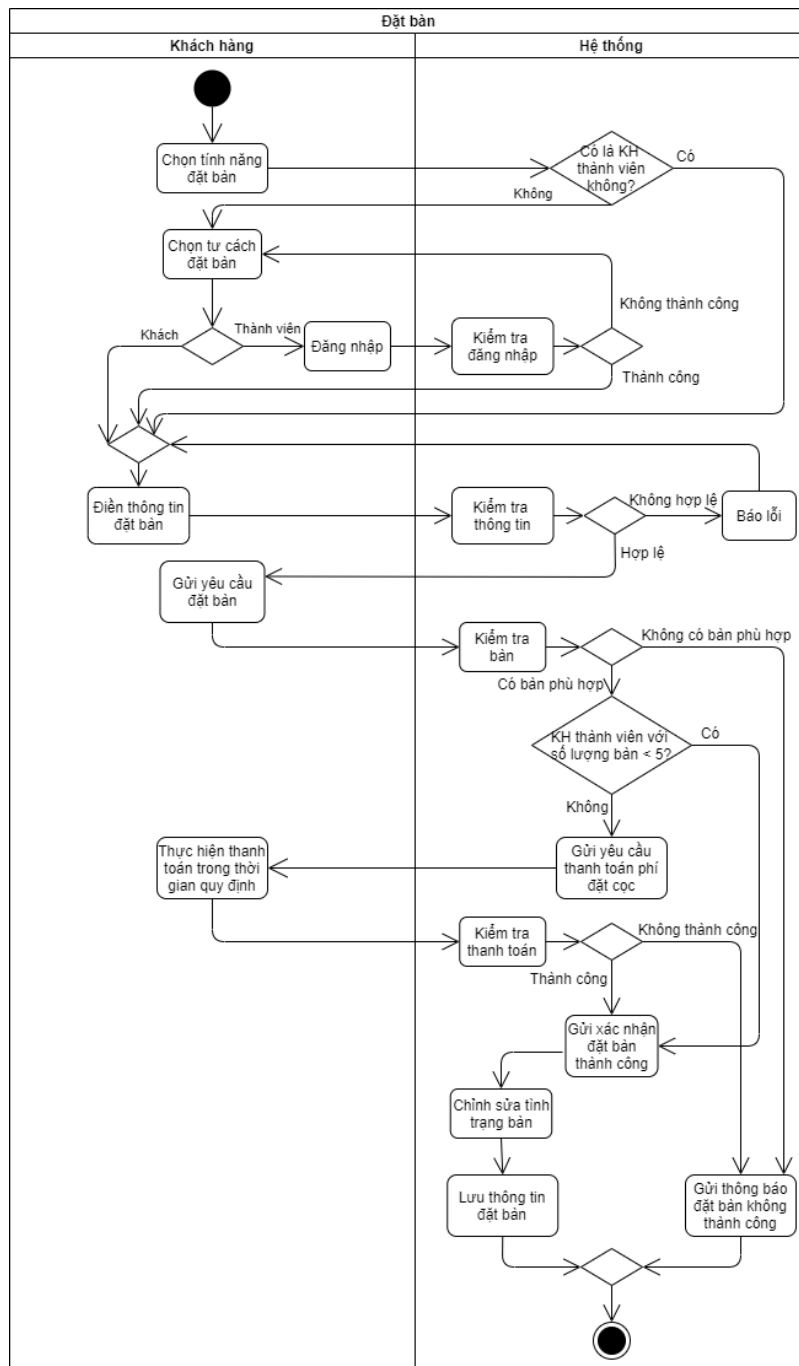 Đặt bàn
Khách hàng
Hệ thống
Chọn tính năng
đặt bàn
Có là KH
thành viên
không?
Có
Không
Chọn tư cách
đặt bàn
Không thành công
Khách
Thành viên
Đăng nhập
Kiểm tra
đăng nhập
Thành công
Điền thông tin
đặt bàn
Kiểm tra
thông tin
Không hợp lệ
Báo lỗi
Hợp lệ
Gửi yêu cầu
đặt bàn
Kiểm tra
bàn
Không có bàn phù hợp
Có bàn phù hợp
KH thành viên với
số lượng bàn < 5?
Có
Không
Thực hiện thanh
toán trong thời
gian quy định
Gửi yêu cầu
thanh toán phí
đặt cọc
Kiểm tra
thanh toán
Không thành công
Thành công
Gửi xác nhận
đặt bàn
thành công
Chỉnh sửa tình
trạng bàn
Lưu thông tin
đặt bàn
Gửi thông báo
đặt bàn không
thành công